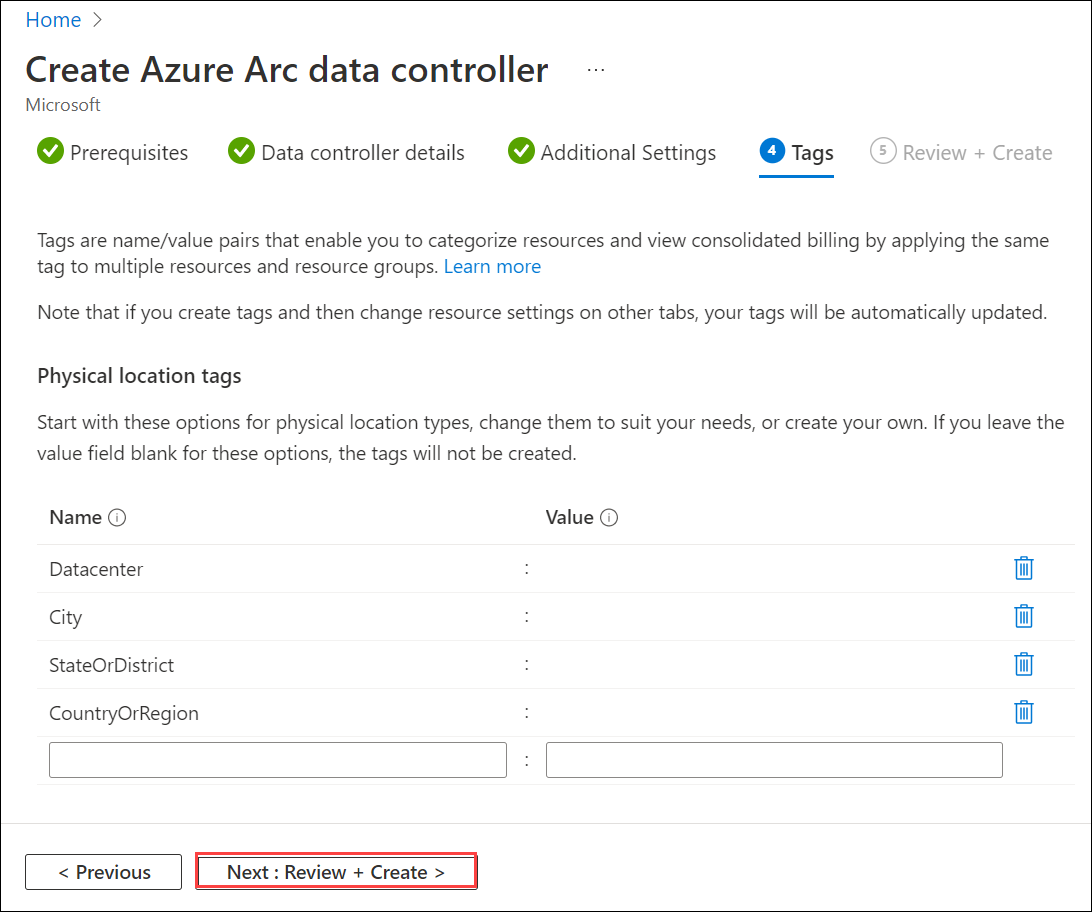 Home >
Create Azure Arc data controller ...
Microsoft
Prerequisites Data controller details Additional Settings 4 Tags 5 Review + Create
Tags are name/value pairs that enable you to categorize resources and view consolidated billing by applying the same
tag to multiple resources and resource groups. Learn more
Note that if you create tags and then change resource settings on other tabs, your tags will be automatically updated.
Physical location tags
Start with these options for physical location types, change them to suit your needs, or create your own. If you leave the
value field blank for these options, the tags will not be created.
Name Value
Datacenter :
City :
StateOrDistrict :
CountryOrRegion :
:
< Previous Next : Review + Create >